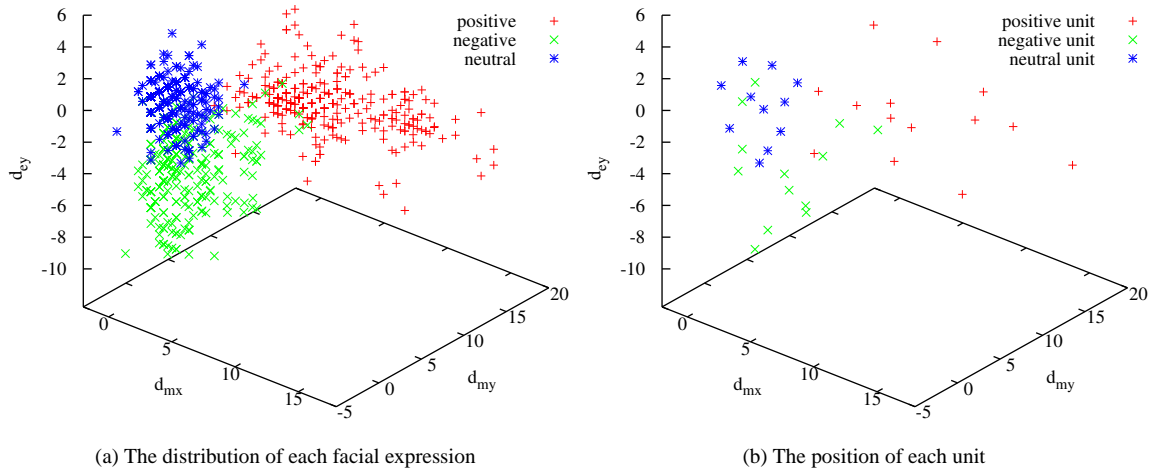 6
4
2
0
-2
-4
-6
-8
-10
d_ey
positive
negative
neutral
0
5
10
15
d_mx
-5
0
5
10
15
20
d_my
(a) The distribution of each facial expression
6
4
2
0
-2
-4
-6
-8
-10
d_ey
positive unit
negative unit
neutral unit
0
5
10
15
d_mx
-5
0
5
10
15
20
d_my
(b) The position of each unit